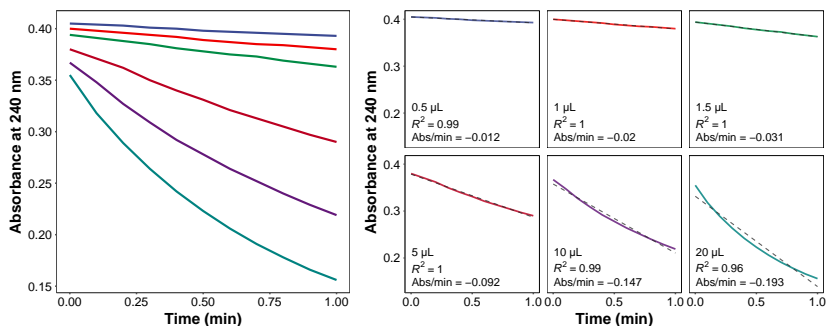 Absorbance at 240 nm
0.40
0.35
0.30
0.25
0.20
0.15
0.00
0.25
0.50
0.75
1.00
Time (min)
Absorbance at 240 nm
0.4
0.3
0.2
0.5 µL
R² = 0.99
Abs/min = −0.012
1 µL
R² = 1
Abs/min = −0.02
1.5 µL
R² = 1
Abs/min = −0.031
0.4
0.3
0.2
5 µL
R² = 1
Abs/min = −0.092
10 µL
R² = 0.99
Abs/min = −0.147
20 µL
R² = 0.96
Abs/min = −0.193
0.0 0.5 1.0 0.0 0.5 1.0 0.0 0.5 1.0
Time (min)